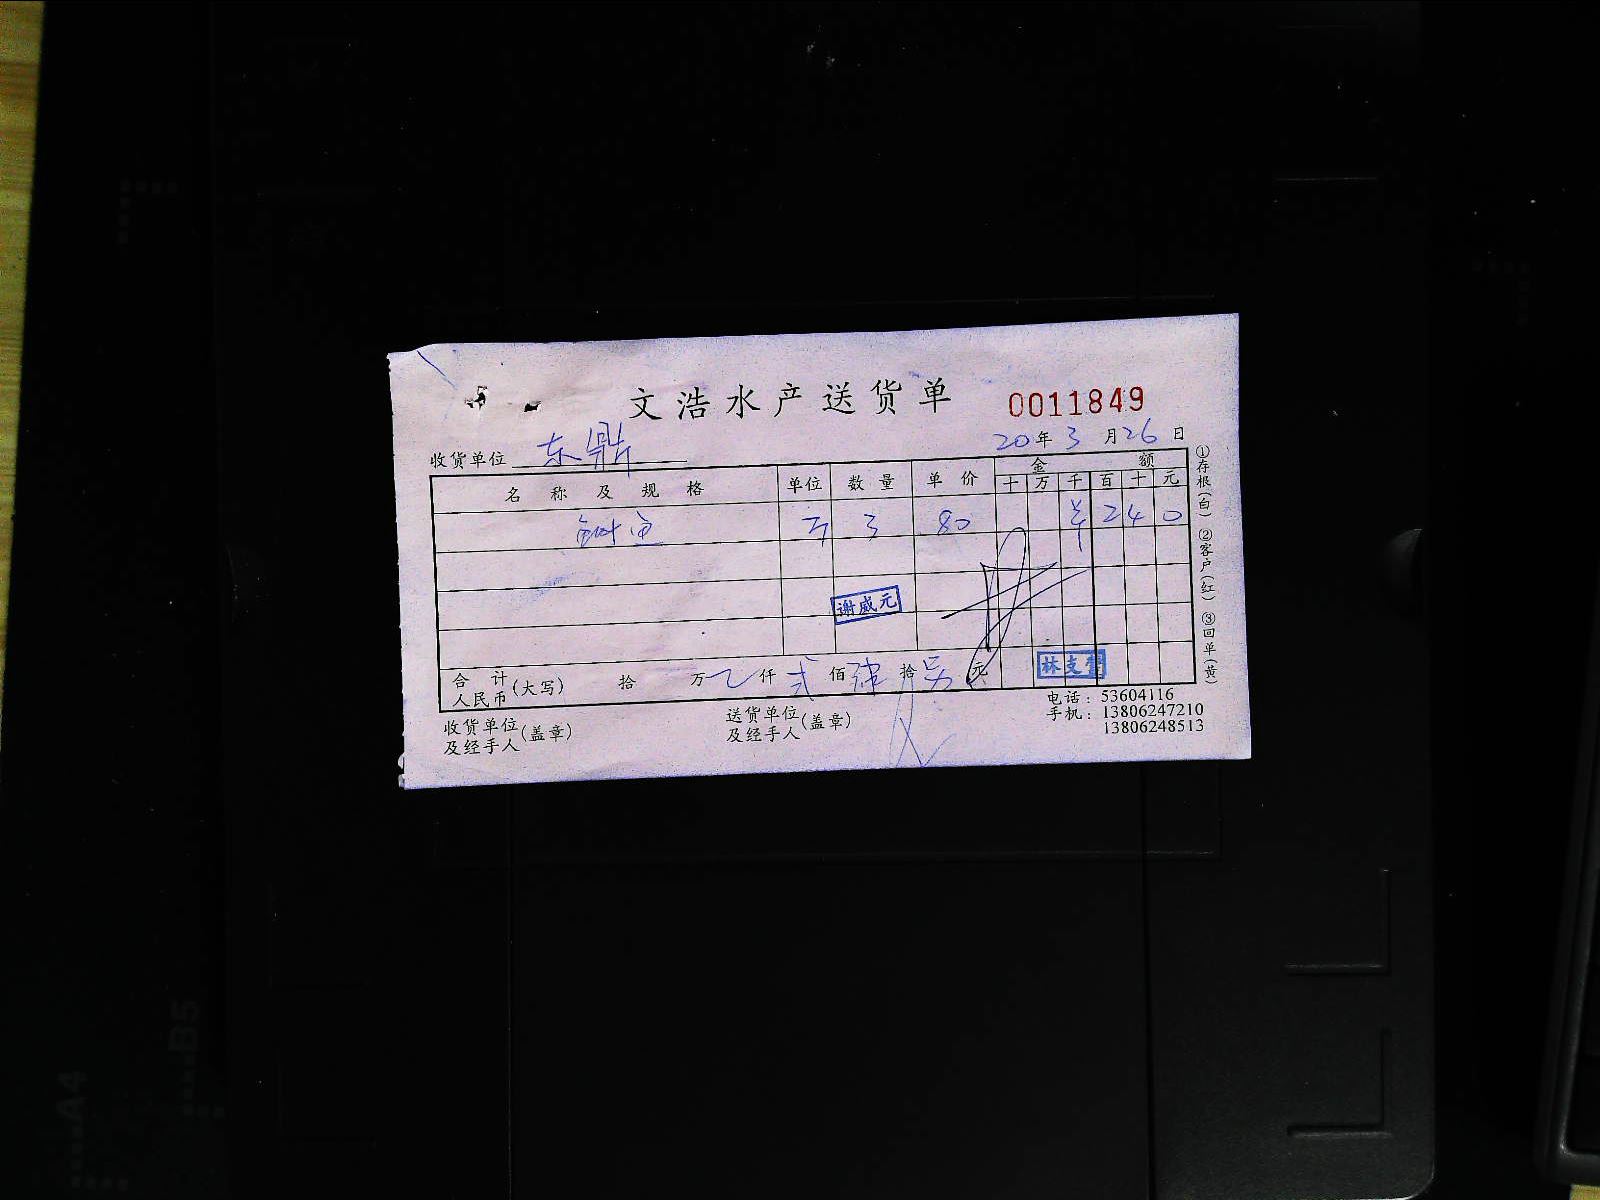 文浩水产送货单 0011849
20年3月26日
收货单位 东鼎
名称及规格 单位 数量 单价 金额
十 万 千 百 十 元
鱼 斤 3 80 ¥ 2 4 0
谢威元
合计人民币(大写) 拾 万 仟 贰 佰 肆 拾 元
林支
收货单位及经手人(盖章) 送货单位及经手人(盖章)
电话：53604116
手机：13806247210
13806248513
①存根(白) ②客户(红) ③回单(黄)
A4
B5